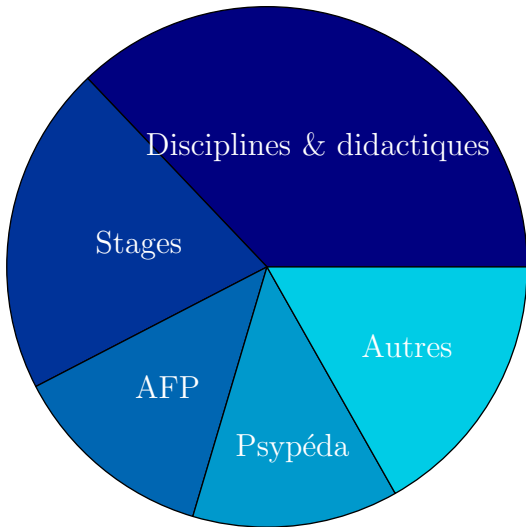 Disciplines & didactiques
Stages
Autres
AFP
Psypéda